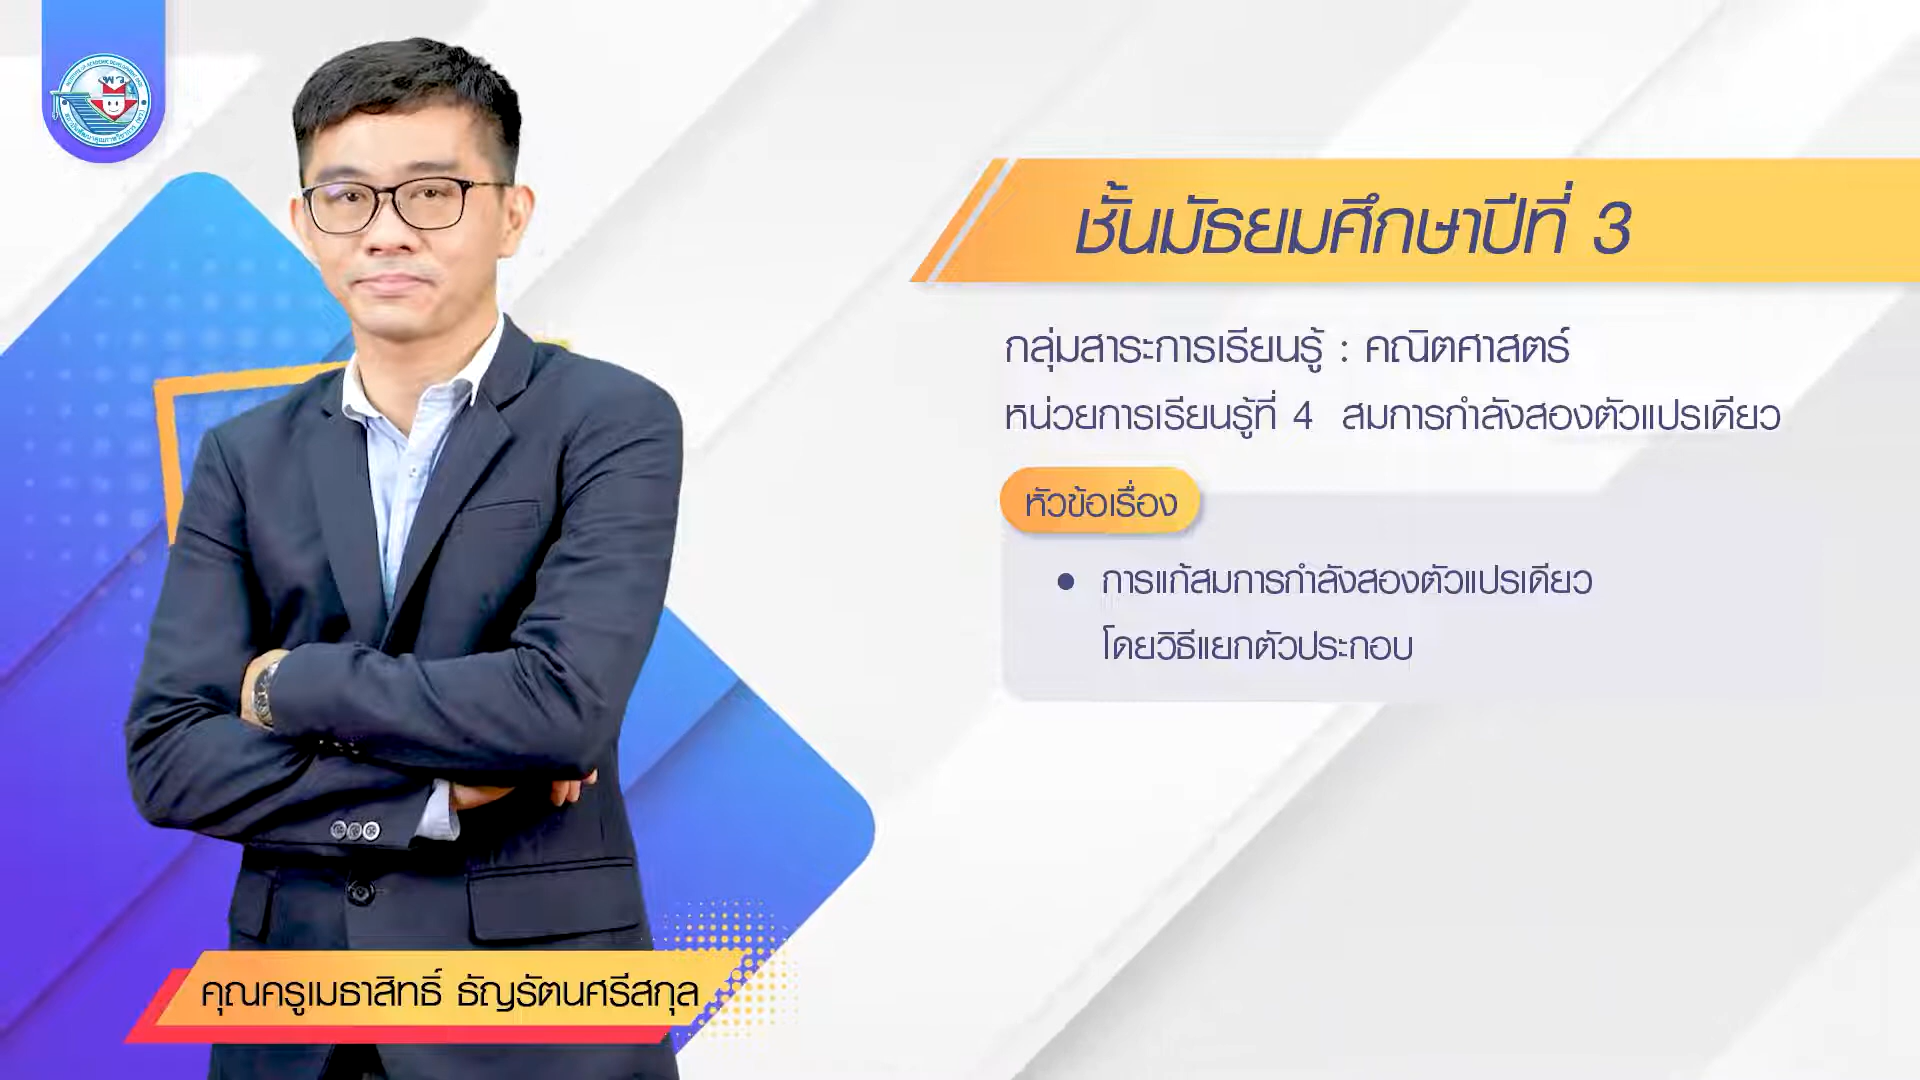 พว
ชั้นมัธยมศึกษาปีที่ 3
กลุ่มสาระการเรียนรู้ : คณิตศาสตร์
หน่วยการเรียนรู้ที่ 4 สมการกำลังสองตัวแปรเดียว
หัวข้อเรื่อง
• การแก้สมการกำลังสองตัวแปรเดียว
โดยวิธีแยกตัวประกอบ
คุณครูเมธาสิทธิ์ ธัญรัตนศรีสกุล